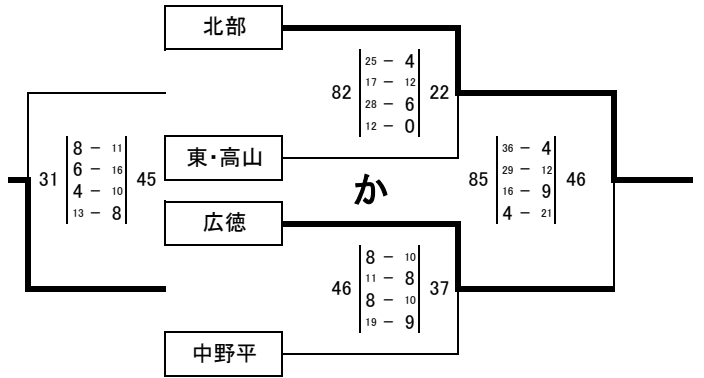 北部
25 - 4
82 17 - 12 22
28 - 6
12 - 0
東・高山
8 - 11
31 6 - 16 45
4 - 10
13 - 8
36 - 4
85 29 - 12 46
16 - 9
4 - 21
か
広徳
8 - 10
46 11 - 8 37
8 - 10
19 - 9
中野平